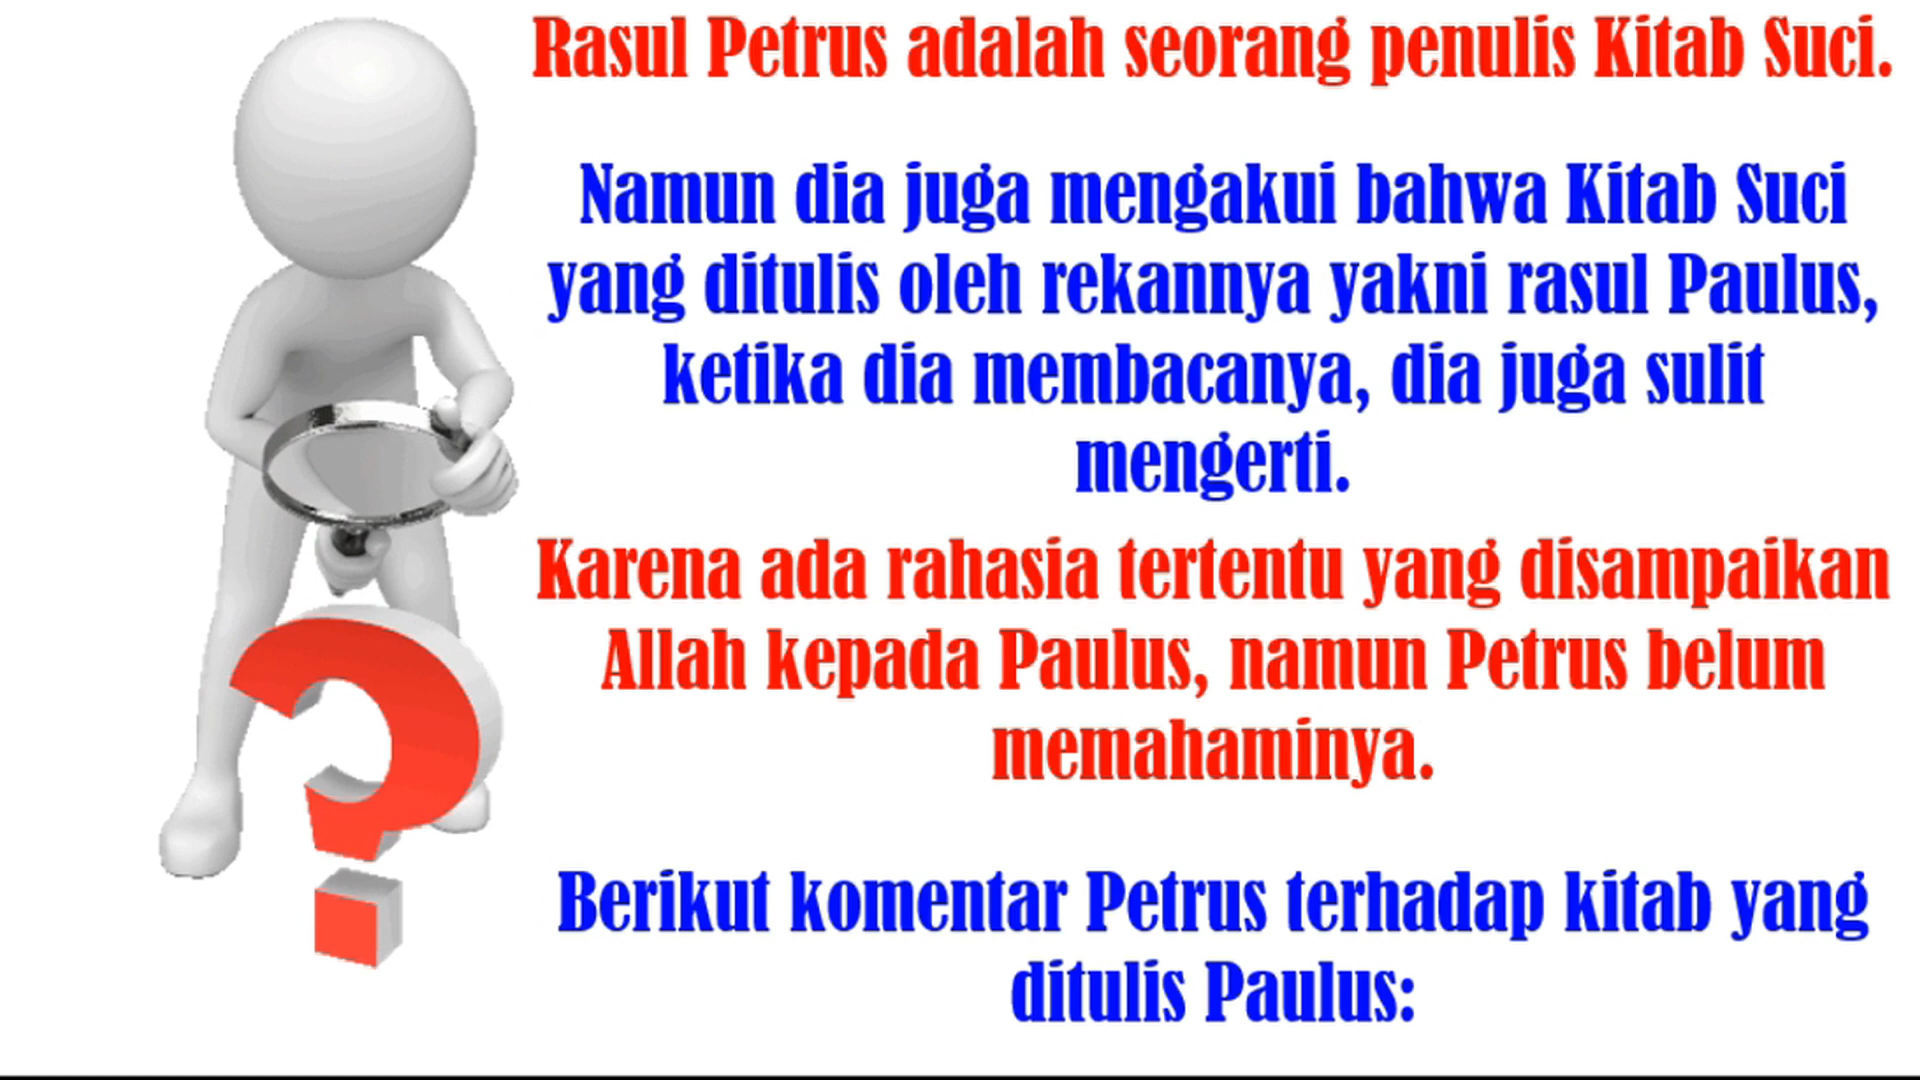 Rasul Petrus adalah seorang penulis Kitab Suci.
Namun dia juga mengakui bahwa Kitab Suci
yang ditulis oleh rekannya yakni rasul Paulus,
ketika dia membacanya, dia juga sulit
mengerti.
Karena ada rahasia tertentu yang disampaikan
Allah kepada Paulus, namun Petrus belum
memahaminya.
Berikut komentar Petrus terhadap kitab yang
ditulis Paulus: